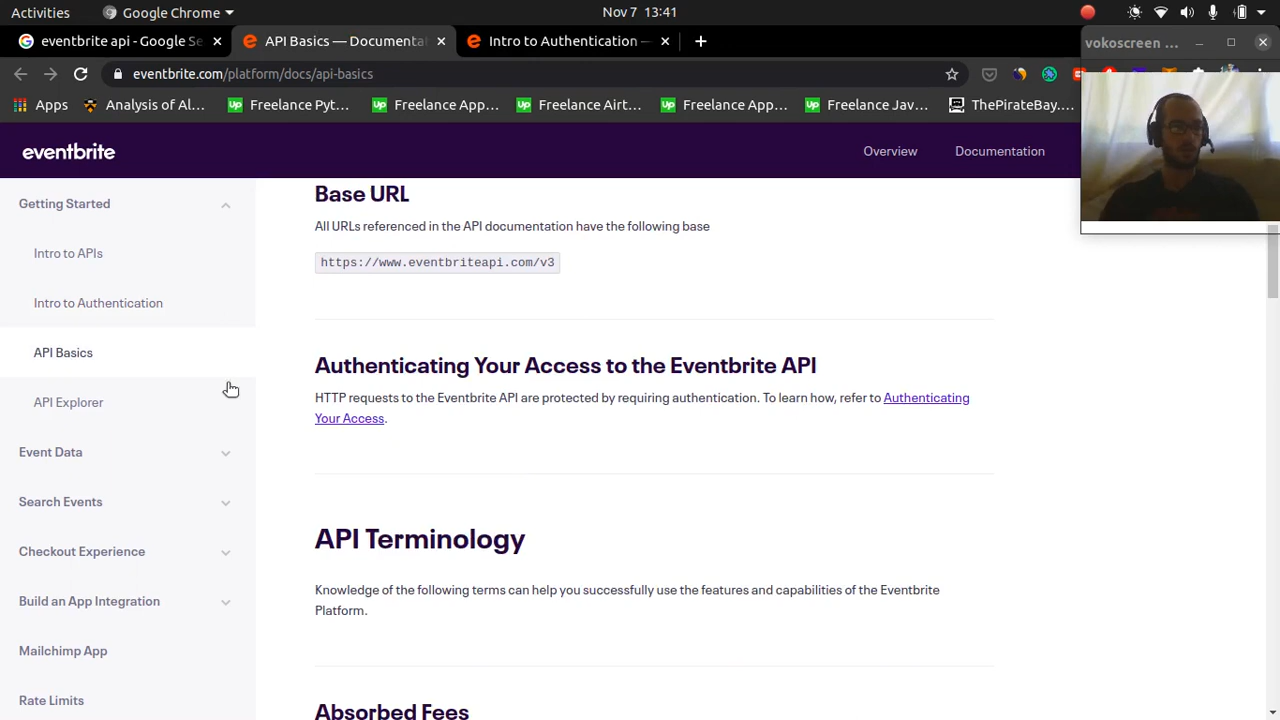 Activities
Google Chrome
Nov 7 13:41
eventbrite api - Google Se
API Basics — Documenta
Intro to Authentication —
vokoscreen ...
eventbrite.com/platform/docs/api-basics
Apps
Analysis of Al...
Freelance Pyt...
Freelance App...
Freelance Airt...
Freelance App...
Freelance Jav...
ThePirateBay....
eventbrite
Overview
Documentation
Getting Started
Intro to APIs
Intro to Authentication
API Basics
API Explorer
Event Data
Search Events
Checkout Experience
Build an App Integration
Mailchimp App
Rate Limits
Base URL
All URLs referenced in the API documentation have the following base
https://www.eventbriteapi.com/v3
Authenticating Your Access to the Eventbrite API
HTTP requests to the Eventbrite API are protected by requiring authentication. To learn how, refer to Authenticating
Your Access.
API Terminology
Knowledge of the following terms can help you successfully use the features and capabilities of the Eventbrite
Platform.
Absorbed Fees